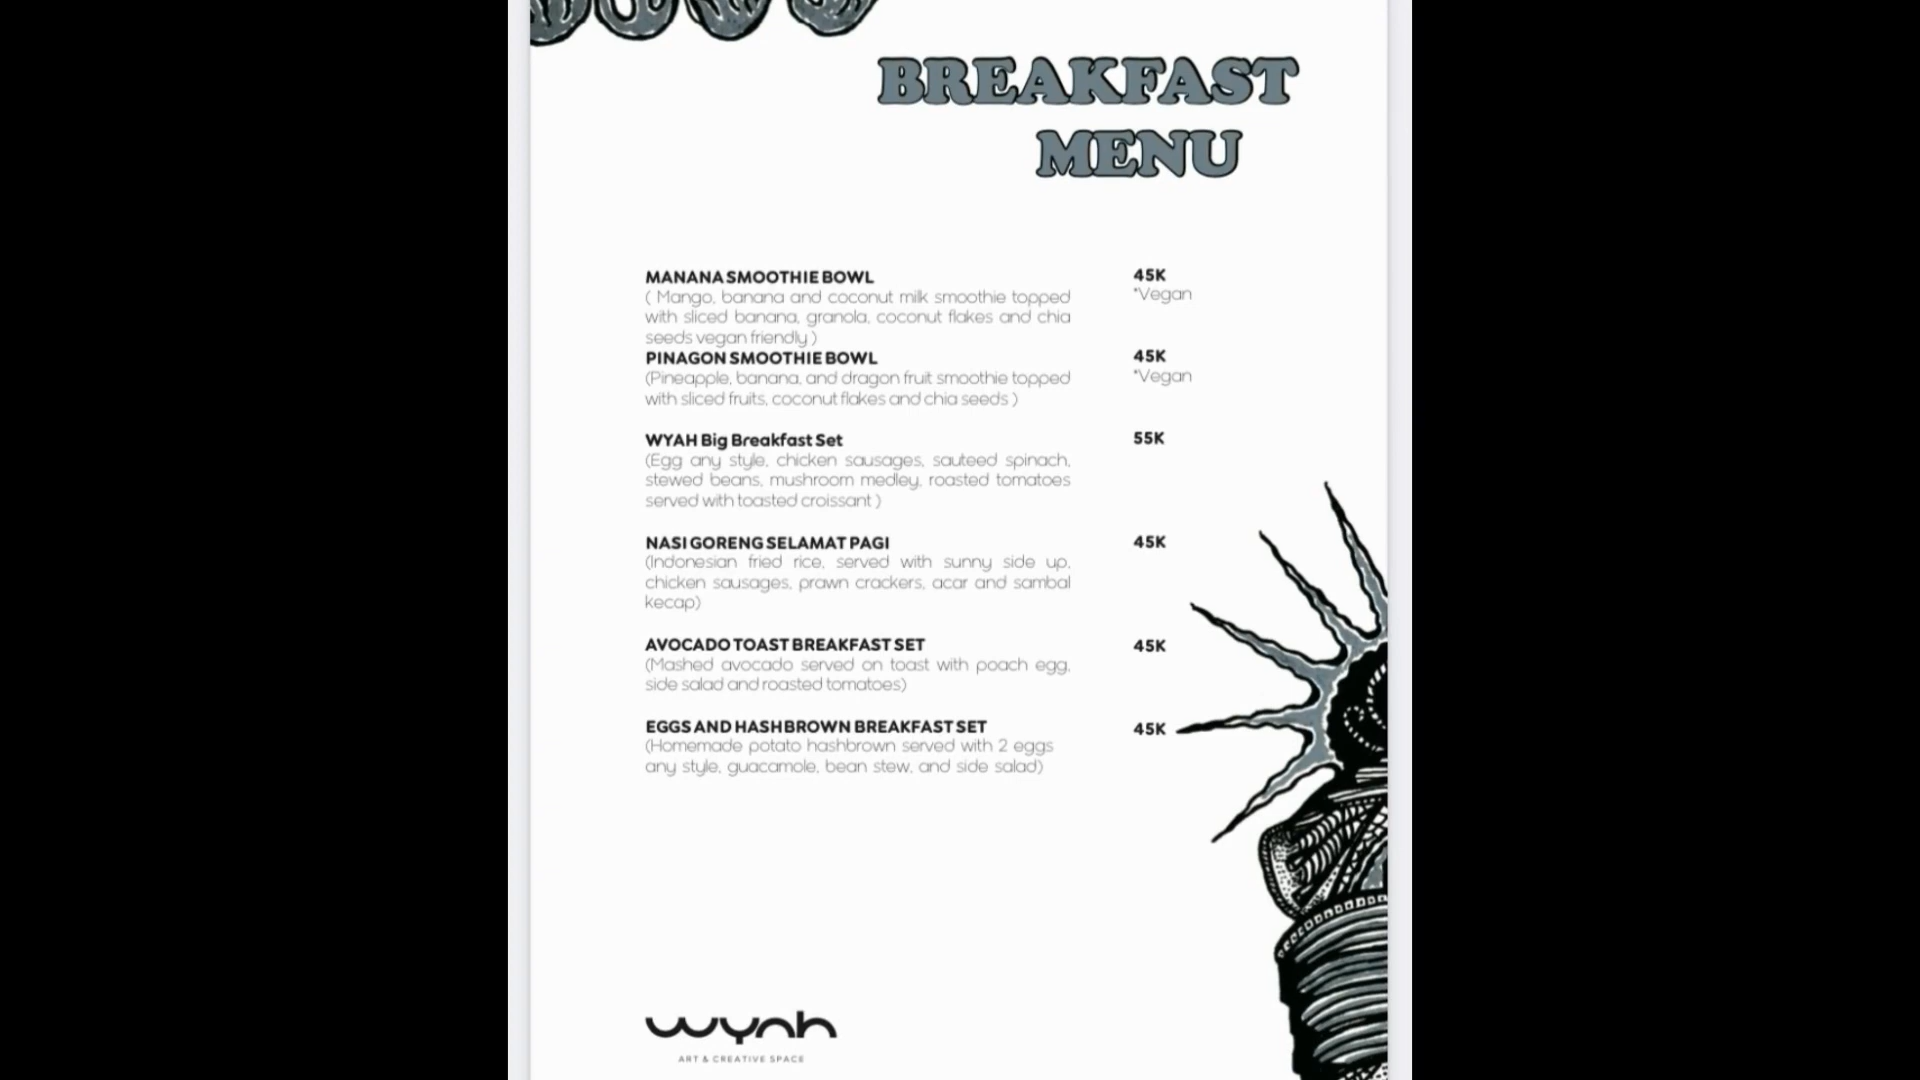 BREAKFAST
MENU
MANANA SMOOTHIE BOWL 45K
( Mango, banana and coconut milk smoothie topped *Vegan
with sliced banana, granola, coconut flakes and chia
seeds vegan friendly )
PINAGON SMOOTHIE BOWL 45K
(Pineapple, banana, and dragon fruit smoothie topped *Vegan
with sliced fruits, coconut flakes and chia seeds )
WYAH Big Breakfast Set 55K
(Egg any style, chicken sausages, sauteed spinach,
stewed beans, mushroom medley, roasted tomatoes
served with toasted croissant )
NASI GORENG SELAMAT PAGI 45K
(Indonesian fried rice, served with sunny side up,
chicken sausages, prawn crackers, acar and sambal
kecap)
AVOCADO TOAST BREAKFAST SET 45K
(Mashed avocado served on toast with poach egg,
side salad and roasted tomatoes)
EGGS AND HASHBROWN BREAKFAST SET 45K
(Homemade potato hashbrown served with 2 eggs
any style, guacamole, bean stew, and side salad)
wyah
ART & CREATIVE SPACE